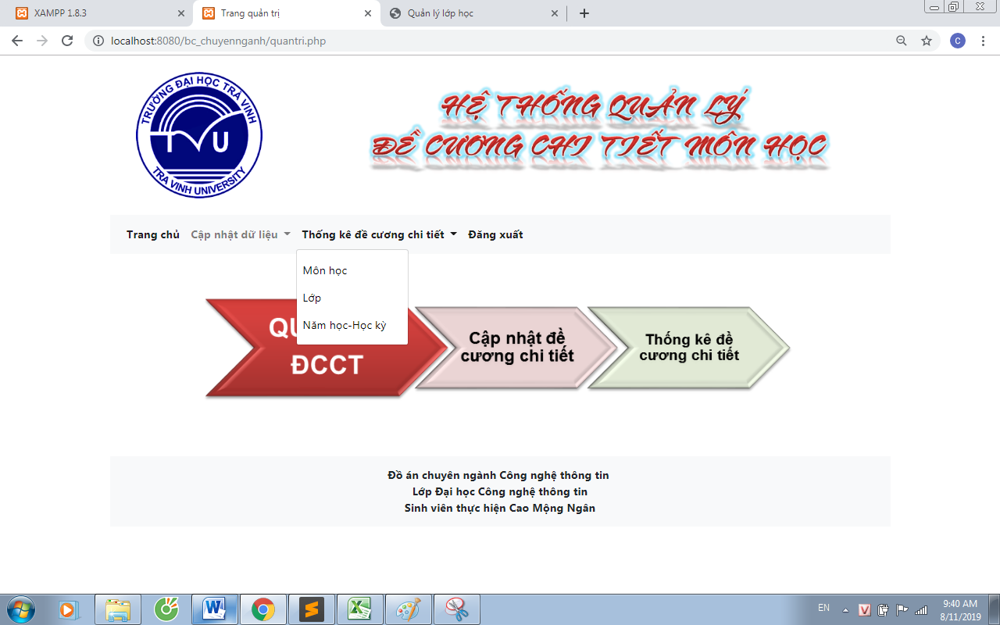 XAMPP 1.8.3
Trang quản trị
Quản lý lớp học
localhost:8080/bc_chuyennganh/quantri.php
C
TRƯỜNG ĐẠI HỌC TRÀ VINH
TVU
TRA VINH UNIVERSITY
HỆ THỐNG QUẢN LÝ
ĐỀ CƯƠNG CHI TIẾT MÔN HỌC
Trang chủ Cập nhật dữ liệu Thống kê đề cương chi tiết Đăng xuất
Môn học
Lớp
Năm học-Học kỳ
ĐCCT
Cập nhật đề
cương chi tiết
Thống kê đề
cương chi tiết
Đồ án chuyên ngành Công nghệ thông tin
Lớp Đại học Công nghệ thông tin
Sinh viên thực hiện Cao Mộng Ngân
EN
V
9:40 AM
8/11/2019